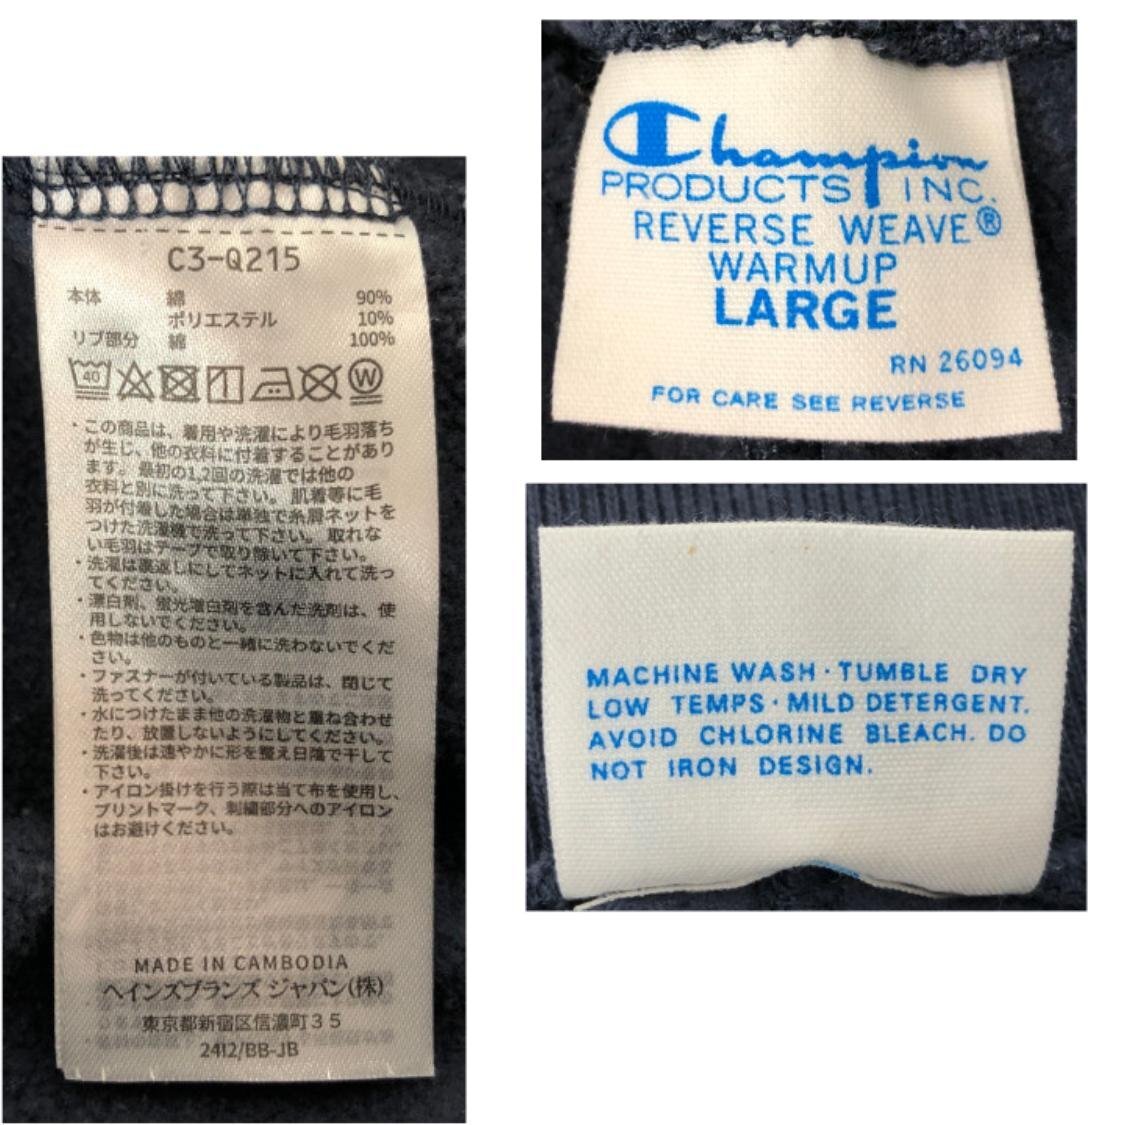 C3-Q215
本体 綿 90%
ポリエステル 10%
リブ部分 綿 100%
40 W
・この商品は、着用や洗濯により毛羽落ち
が生じ、他の衣料に付着することがあり
ます。最初の1,2回の洗濯では他の
衣料と別に洗って下さい。肌着等に毛
羽が付着した場合は単独で糸屑ネットを
つけた洗濯機で洗って下さい。取れな
い毛羽はテープで取り除いて下さい。
・洗濯は裏返しにしてネットに入れて洗っ
てください。
・漂白剤、蛍光増白剤を含んだ洗剤は、使
用しないでください。
・色物は他のものと一緒に洗わないでくだ
さい。
・ファスナーが付いている製品は、閉じて
洗ってください。
・水につけたまま他の洗濯物と重ね合わせ
たり、放置しないようにしてください。
・洗濯後は速やかに形を整え日陰で干して
下さい。
・アイロン掛けを行う際は当て布を使用し、
プリントマーク、刺繍部分へのアイロン
はお避けください。
MADE IN CAMBODIA
ヘインズブランズ ジャパン(株)
東京都新宿区信濃町35
2412/BB-JB
Champion
PRODUCTS INC.
REVERSE WEAVE®
WARMUP
LARGE
RN 26094
FOR CARE SEE REVERSE
MACHINE WASH·TUMBLE DRY
LOW TEMPS·MILD DETERGENT.
AVOID CHLORINE BLEACH. DO
NOT IRON DESIGN.